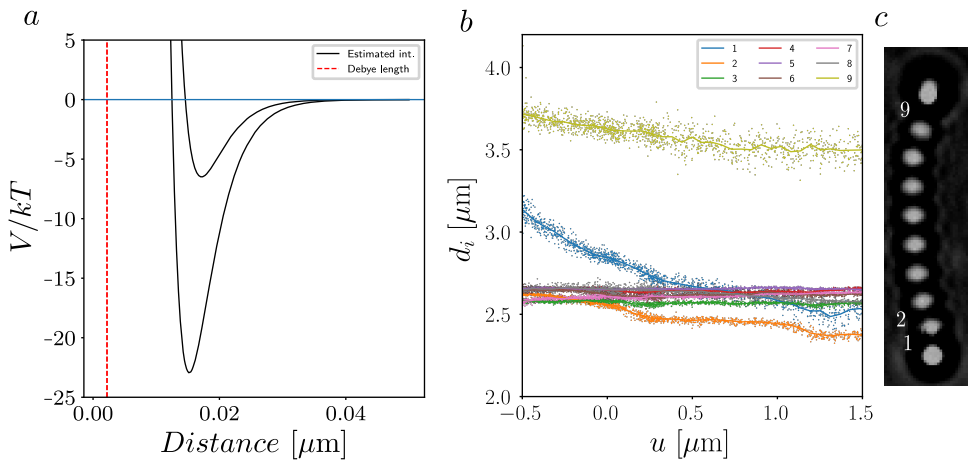 a
5
0
-5
-10
-15
-20
-25
V/kT
0.00
0.02
0.04
Distance [µm]
Estimated int.
Debye length
b
4.0
3.5
3.0
2.5
2.0
d_i [µm]
−0.5
0.0
0.5
1.0
1.5
u [µm]
1 4 7
2 5 8
3 6 9
c
9
2
1